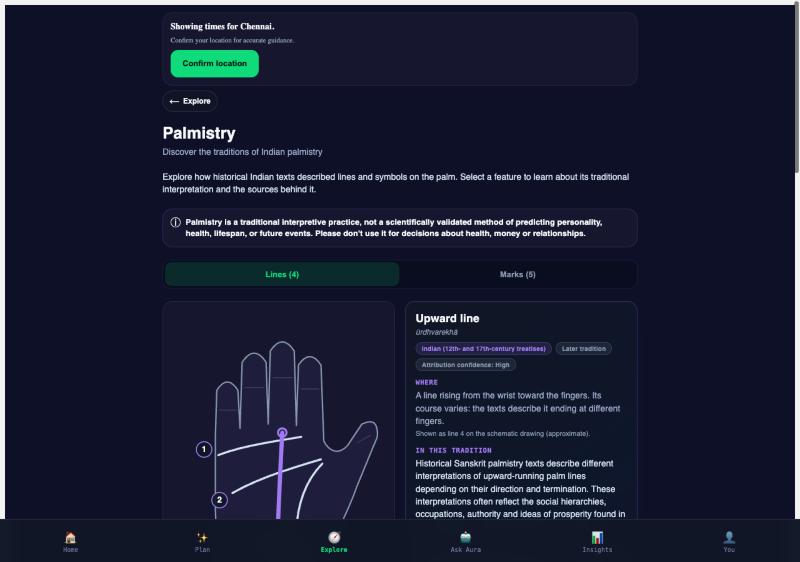 Showing times for Chennai.
Confirm your location for accurate guidance.
Confirm location
← Explore
Palmistry
Discover the traditions of Indian palmistry
Explore how historical Indian texts described lines and symbols on the palm. Select a feature to learn about its traditional
interpretation and the sources behind it.
Palmistry is a traditional interpretive practice, not a scientifically validated method of predicting personality,
health, lifespan, or future events. Please don't use it for decisions about health, money or relationships.
Lines (4)
Marks (5)
1
2
Upward line
ūrdhvarekhā
Indian (12th- and 17th-century treatises)
Later tradition
Attribution confidence: High
WHERE
A line rising from the wrist toward the fingers. Its
course varies: the texts describe it ending at different
fingers.
Shown as line 4 on the schematic drawing (approximate).
IN THIS TRADITION
Historical Sanskrit palmistry texts describe different
interpretations of upward-running palm lines
depending on their direction and termination. These
interpretations often reflect the social hierarchies,
occupations, authority and ideas of prosperity found in
Home
Plan
Explore
Ask Aura
Insights
You